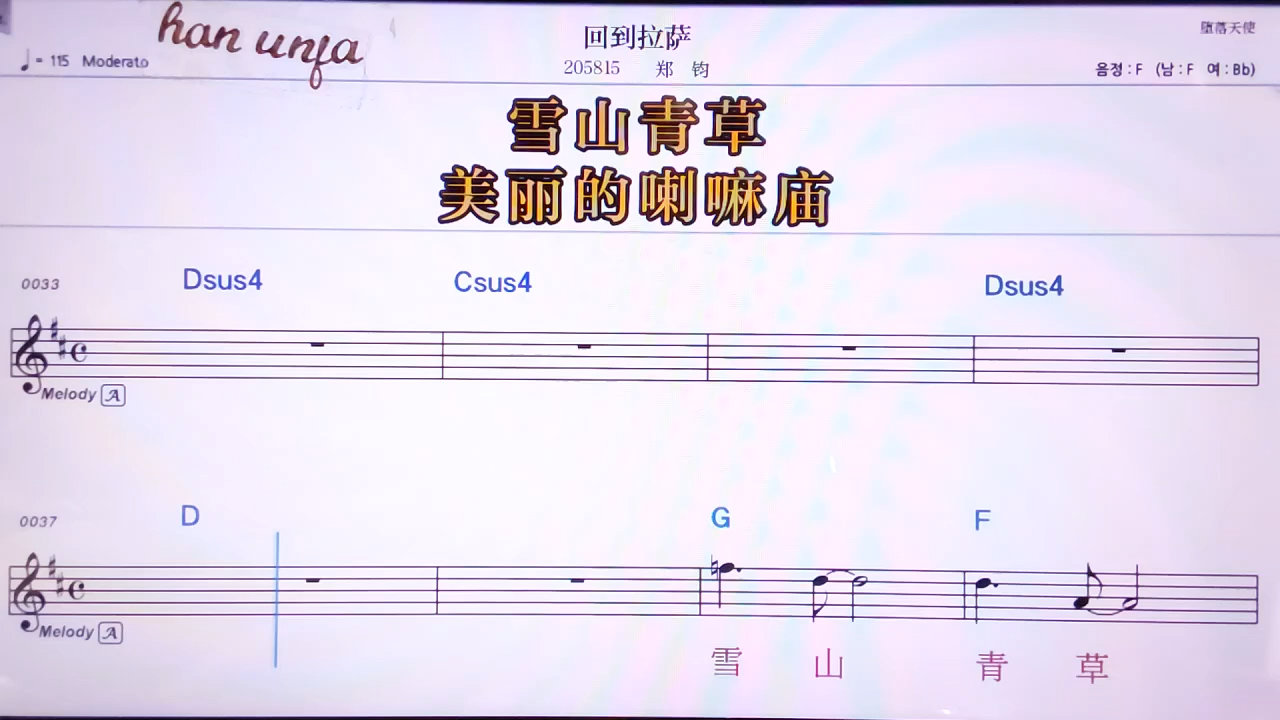 han unfa
回到拉萨
堕落天使
♩= 115 Moderato
205815 郑 钧
음정 : F (남 : F 여 : Bb)
雪山青草
美丽的喇嘛庙
0033 Dsus4 Csus4 Dsus4
Melody A
0037 D G F
Melody A
雪 山 青 草